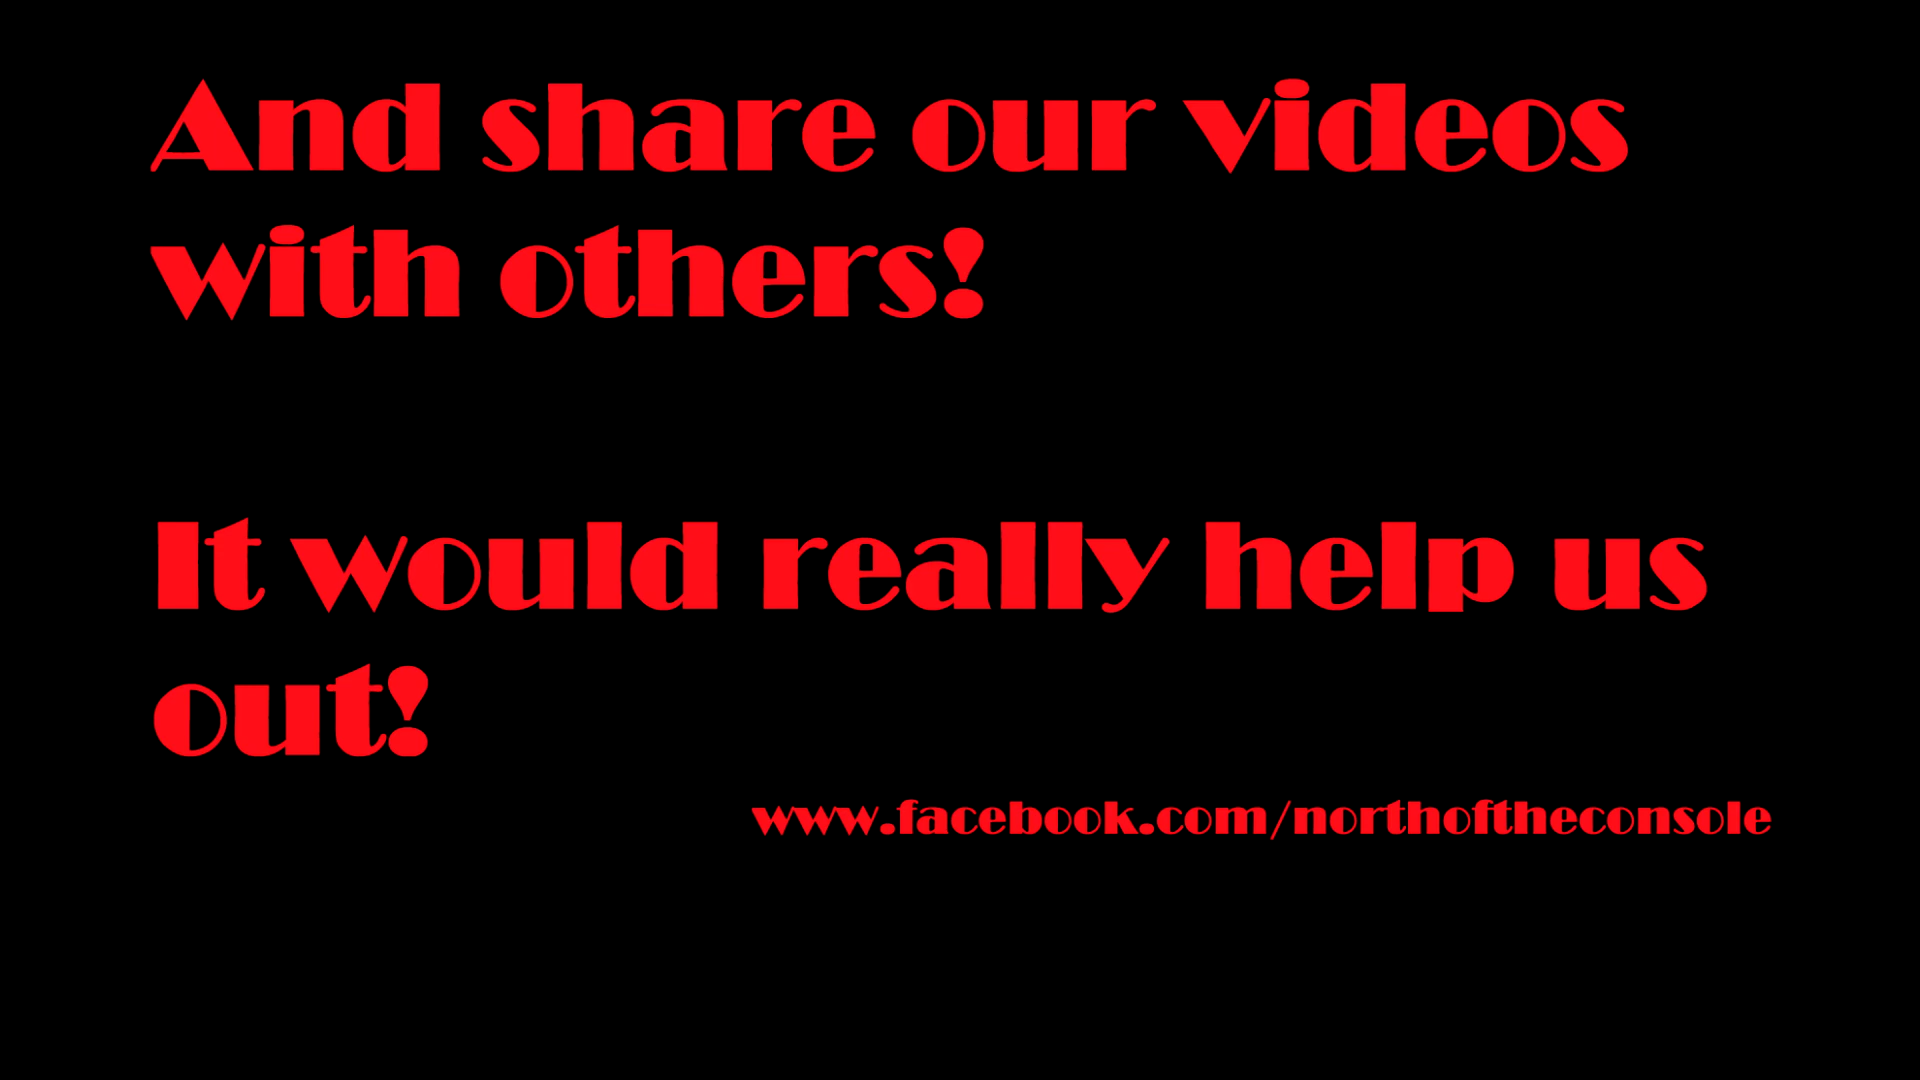 And share our videos
with others!
It would really help us
out!
www.facebook.com/northoftheconsole